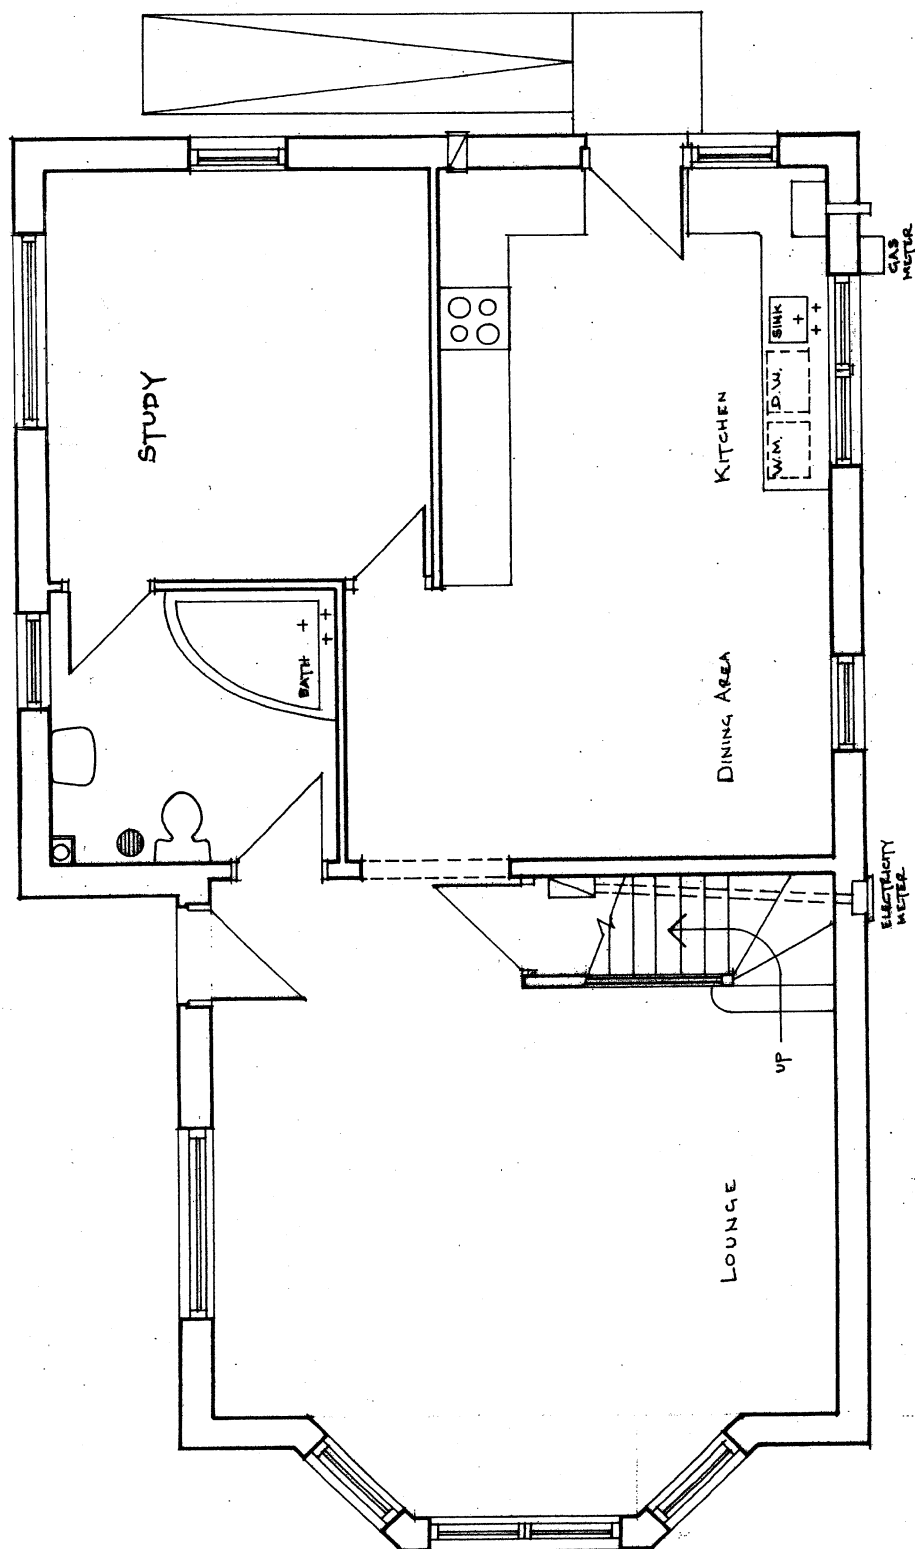 STUDY
KITCHEN
SINK
D.W.
W.M.
GAS
METER
BATH
DINING AREA
ELECTRICITY
METER
UP
LOUNGE